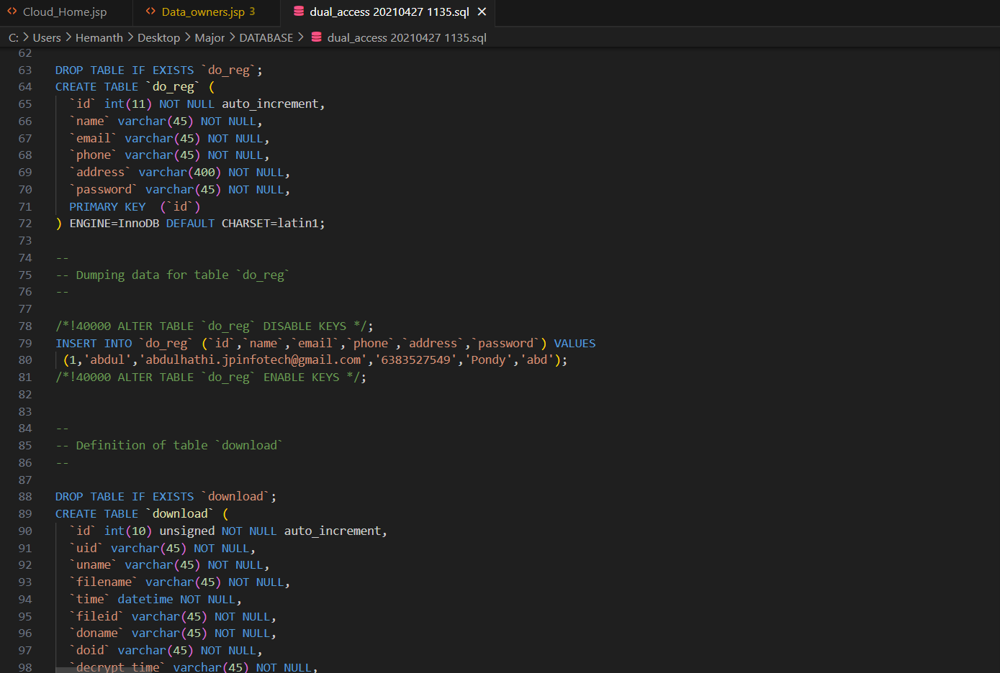 Cloud_Home.jsp Data_owners.jsp 3 dual_access 20210427 1135.sql
C: > Users > Hemanth > Desktop > Major > DATABASE > dual_access 20210427 1135.sql
62
63 DROP TABLE IF EXISTS `do_reg`;
64 CREATE TABLE `do_reg` (
65 `id` int(11) NOT NULL auto_increment,
66 `name` varchar(45) NOT NULL,
67 `email` varchar(45) NOT NULL,
68 `phone` varchar(45) NOT NULL,
69 `address` varchar(400) NOT NULL,
70 `password` varchar(45) NOT NULL,
71 PRIMARY KEY  (`id`)
72 ) ENGINE=InnoDB DEFAULT CHARSET=latin1;
73
74 --
75 -- Dumping data for table `do_reg`
76 --
77
78 /*!40000 ALTER TABLE `do_reg` DISABLE KEYS */;
79 INSERT INTO `do_reg` (`id`,`name`,`email`,`phone`,`address`,`password`) VALUES
80 (1,'abdul','abdulhathi.jpinfotech@gmail.com','6383527549','Pondy','abd');
81 /*!40000 ALTER TABLE `do_reg` ENABLE KEYS */;
82
83
84 --
85 -- Definition of table `download`
86 --
87
88 DROP TABLE IF EXISTS `download`;
89 CREATE TABLE `download` (
90 `id` int(10) unsigned NOT NULL auto_increment,
91 `uid` varchar(45) NOT NULL,
92 `uname` varchar(45) NOT NULL,
93 `filename` varchar(45) NOT NULL,
94 `time` datetime NOT NULL,
95 `fileid` varchar(45) NOT NULL,
96 `doname` varchar(45) NOT NULL,
97 `doid` varchar(45) NOT NULL,
98 `decrypt_time` varchar(45) NOT NULL,